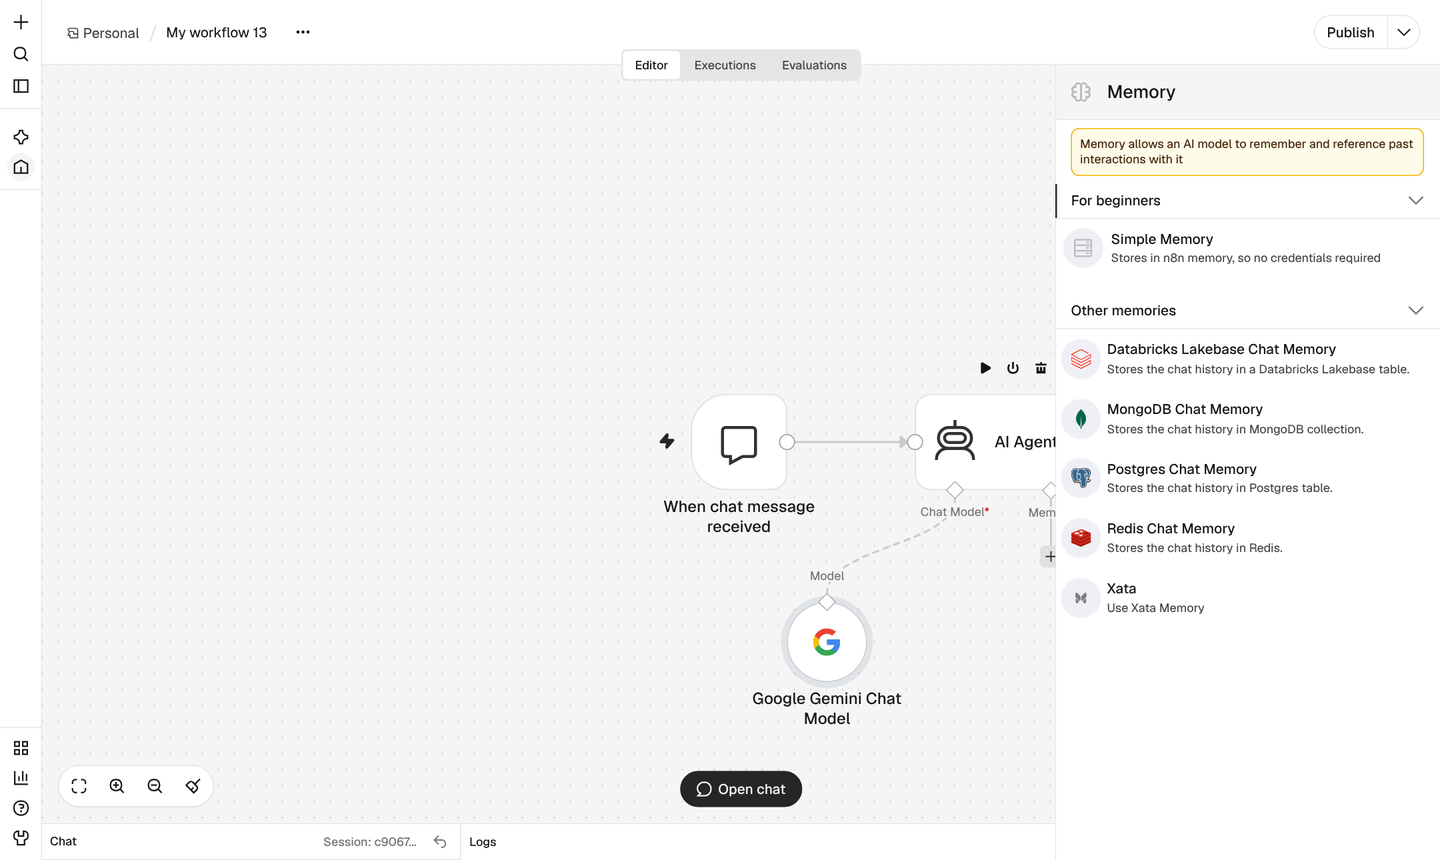 Personal / My workflow 13
Publish
Editor
Executions
Evaluations
Memory
Memory allows an AI model to remember and reference past
interactions with it
For beginners
Simple Memory
Stores in n8n memory, so no credentials required
Other memories
Databricks Lakebase Chat Memory
Stores the chat history in a Databricks Lakebase table.
MongoDB Chat Memory
Stores the chat history in MongoDB collection.
Postgres Chat Memory
Stores the chat history in Postgres table.
Redis Chat Memory
Stores the chat history in Redis.
Xata
Use Xata Memory
AI Agent
When chat message
received
Chat Model*
Mem
Model
Google Gemini Chat
Model
Open chat
Chat
Session: c9067...
Logs